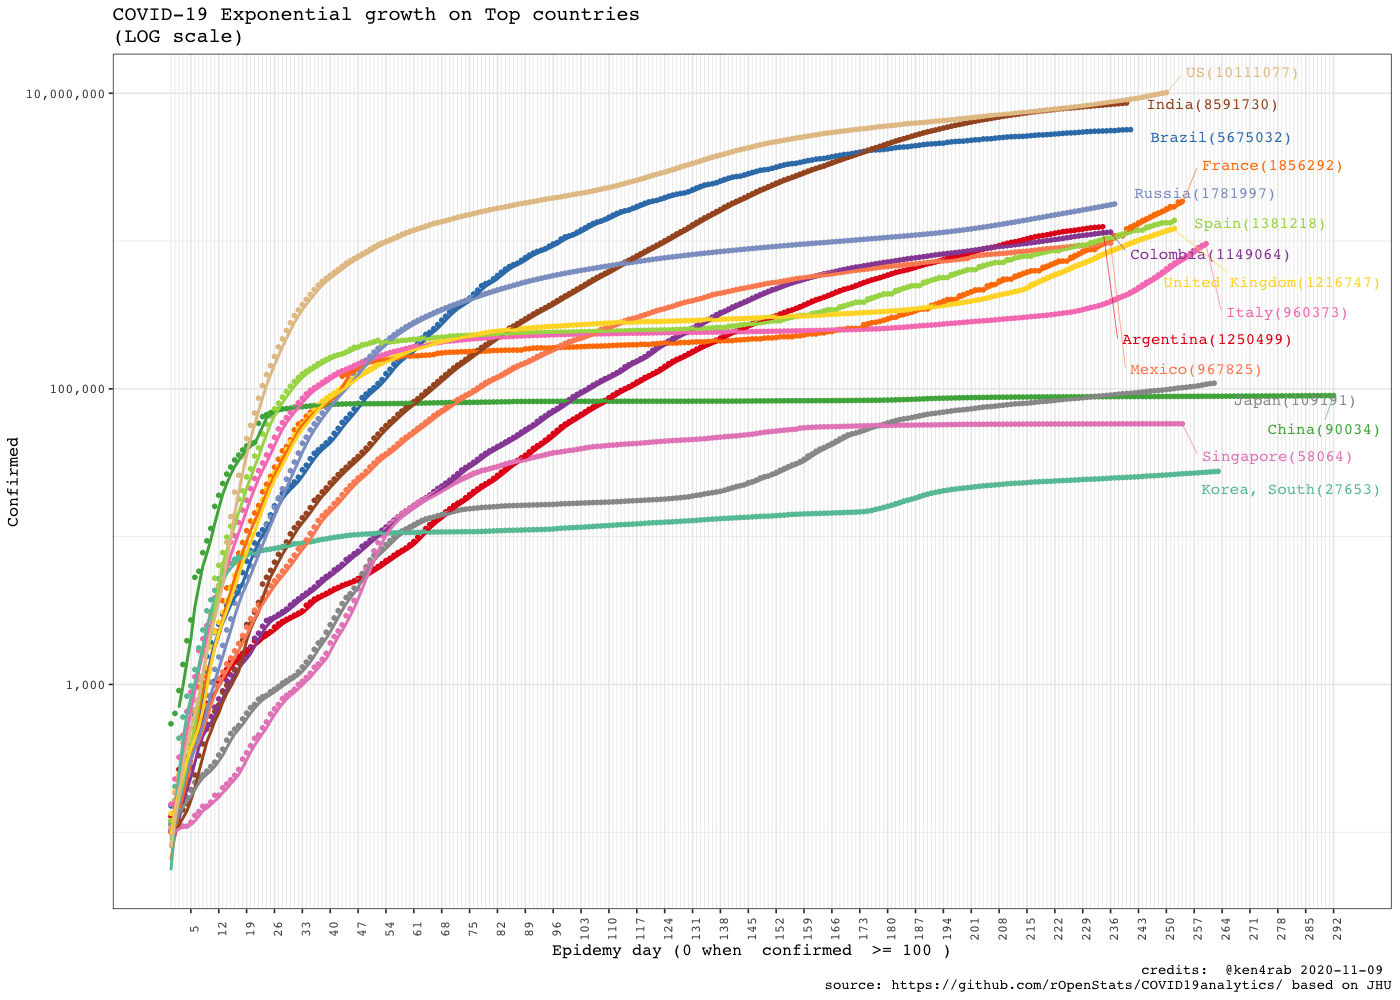 COVID-19 Exponential growth on Top countries
(LOG scale)
US(10111077)
10,000,000
India(8591730)
Brazil(5675032)
France(1856292)
Russia(1781997)
Spain(1381218)
Colombia(1149064)
United Kingdom(1216747)
Italy(960373)
Argentina(1250499)
Mexico(967825)
100,000
Japan(109191)
China(90034)
Singapore(58064)
Korea, South(27653)
Confirmed
1,000
5 12 19 26 33 40 47 54 61 68 75 82 89 96 103 110 117 124 131 138 145 152 159 166 173 180 187 194 201 208 215 222 229 236 243 250 257 264 271 278 285 292
Epidemy day (0 when  confirmed  >= 100 )
credits:  @ken4rab 2020-11-09
source: https://github.com/rOpenStats/COVID19analytics/ based on JHU